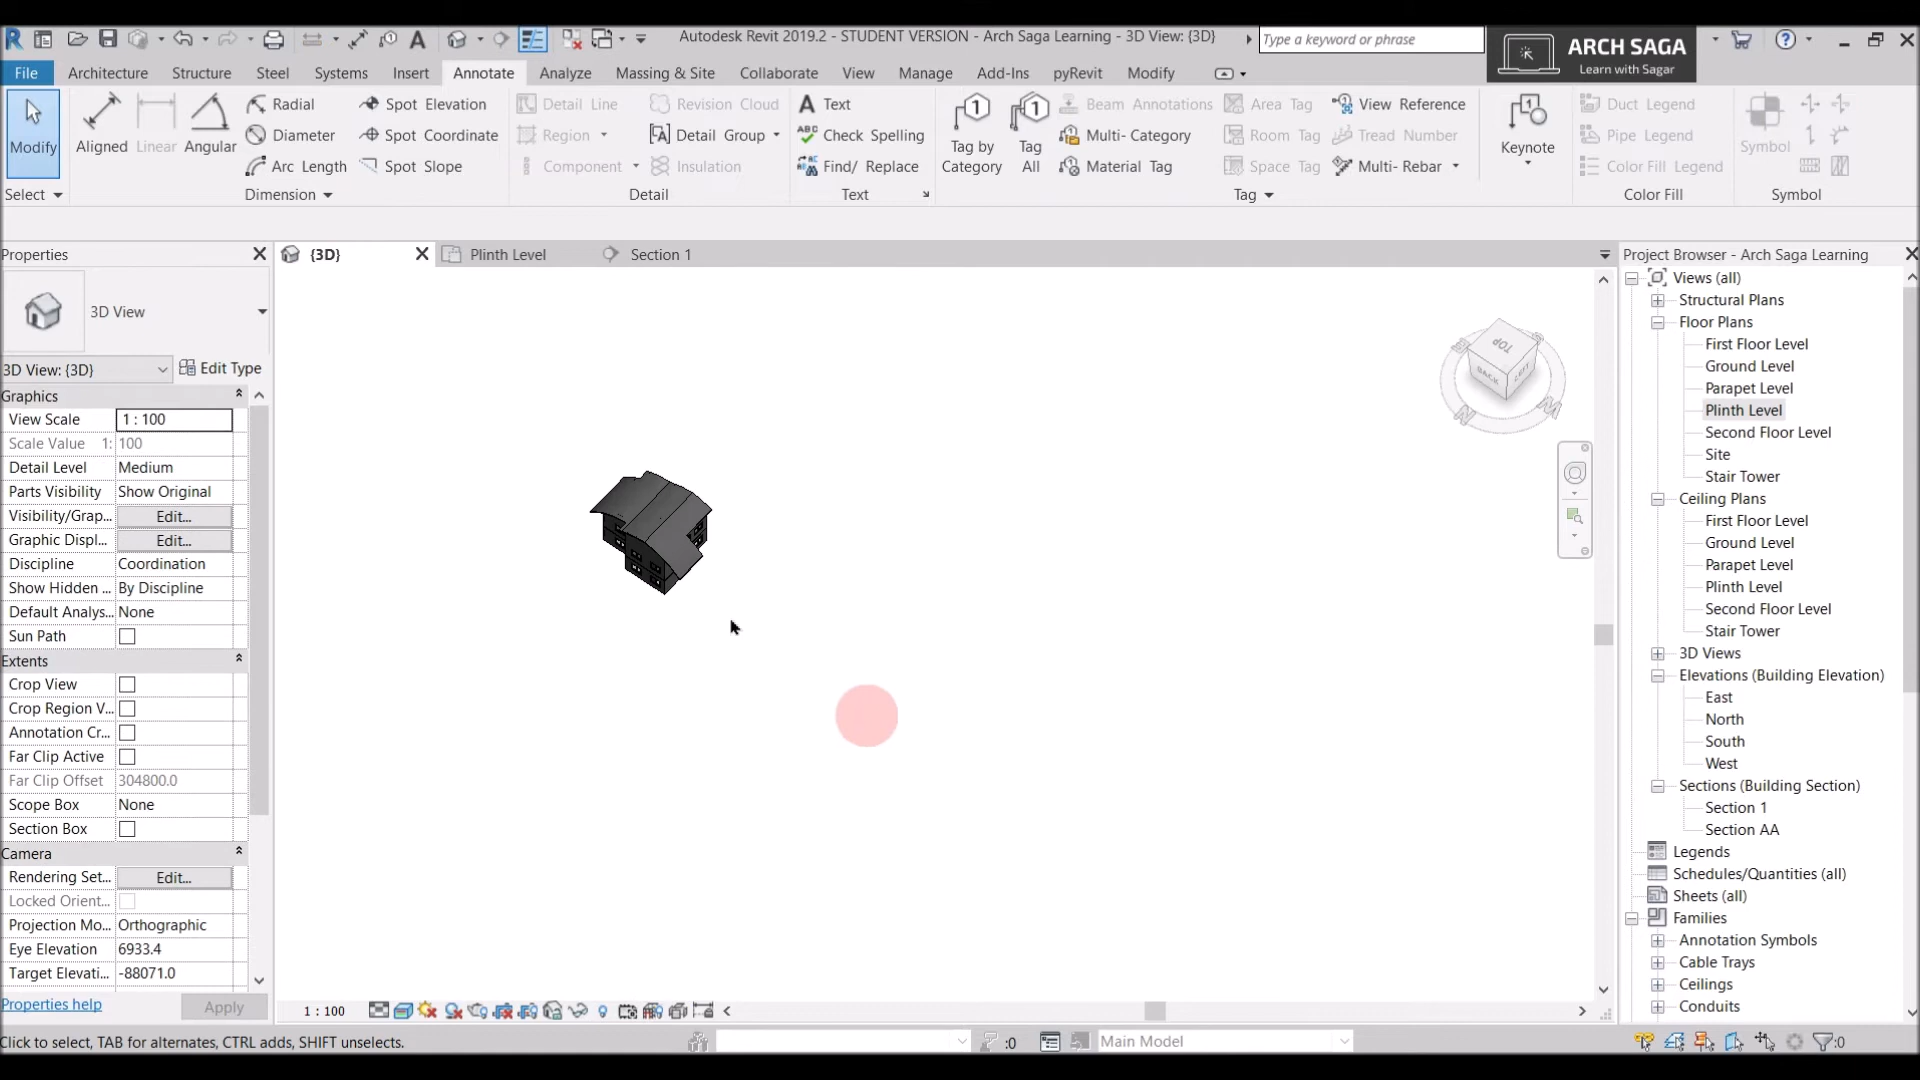 Autodesk Revit 2019.2 - STUDENT VERSION - Arch Saga Learning - 3D View: {3D}
Type a keyword or phrase
ARCH SAGA
Learn with Sagar
File Architecture Structure Steel Systems Insert Annotate Analyze Massing & Site Collaborate View Manage Add-Ins pyRevit Modify
Modify
Select
Aligned
Linear
Angular
Radial
Diameter
Arc Length
Spot Elevation
Spot Coordinate
Spot Slope
Dimension
Detail Line
Region
Component
Revision Cloud
Detail Group
Insulation
Detail
Text
Check Spelling
Find/ Replace
Text
Tag by
Category
Tag
All
Beam Annotations
Multi- Category
Material Tag
Area Tag
Room Tag
Space Tag
View Reference
Tread Number
Multi- Rebar
Tag
Keynote
Duct Legend
Pipe Legend
Color Fill Legend
Color Fill
Symbol
Symbol
Properties
3D View
3D View: {3D}
Edit Type
Graphics
View Scale 1 : 100
Scale Value 1: 100
Detail Level Medium
Parts Visibility Show Original
Visibility/Grap... Edit...
Graphic Displ... Edit...
Discipline Coordination
Show Hidden ... By Discipline
Default Analys... None
Sun Path
Extents
Crop View
Crop Region V...
Annotation Cr...
Far Clip Active
Far Clip Offset 304800.0
Scope Box None
Section Box
Camera
Rendering Set... Edit...
Locked Orient...
Projection Mo... Orthographic
Eye Elevation 6933.4
Target Elevati... -88071.0
Properties help
Apply
{3D}
Plinth Level
Section 1
TOP
BACK
LEFT
N
W
1 : 100
Project Browser - Arch Saga Learning
Views (all)
Structural Plans
Floor Plans
First Floor Level
Ground Level
Parapet Level
Plinth Level
Second Floor Level
Site
Stair Tower
Ceiling Plans
First Floor Level
Ground Level
Parapet Level
Plinth Level
Second Floor Level
Stair Tower
3D Views
Elevations (Building Elevation)
East
North
South
West
Sections (Building Section)
Section 1
Section AA
Legends
Schedules/Quantities (all)
Sheets (all)
Families
Annotation Symbols
Cable Trays
Ceilings
Conduits
Click to select, TAB for alternates, CTRL adds, SHIFT unselects.
:0
Main Model
:0